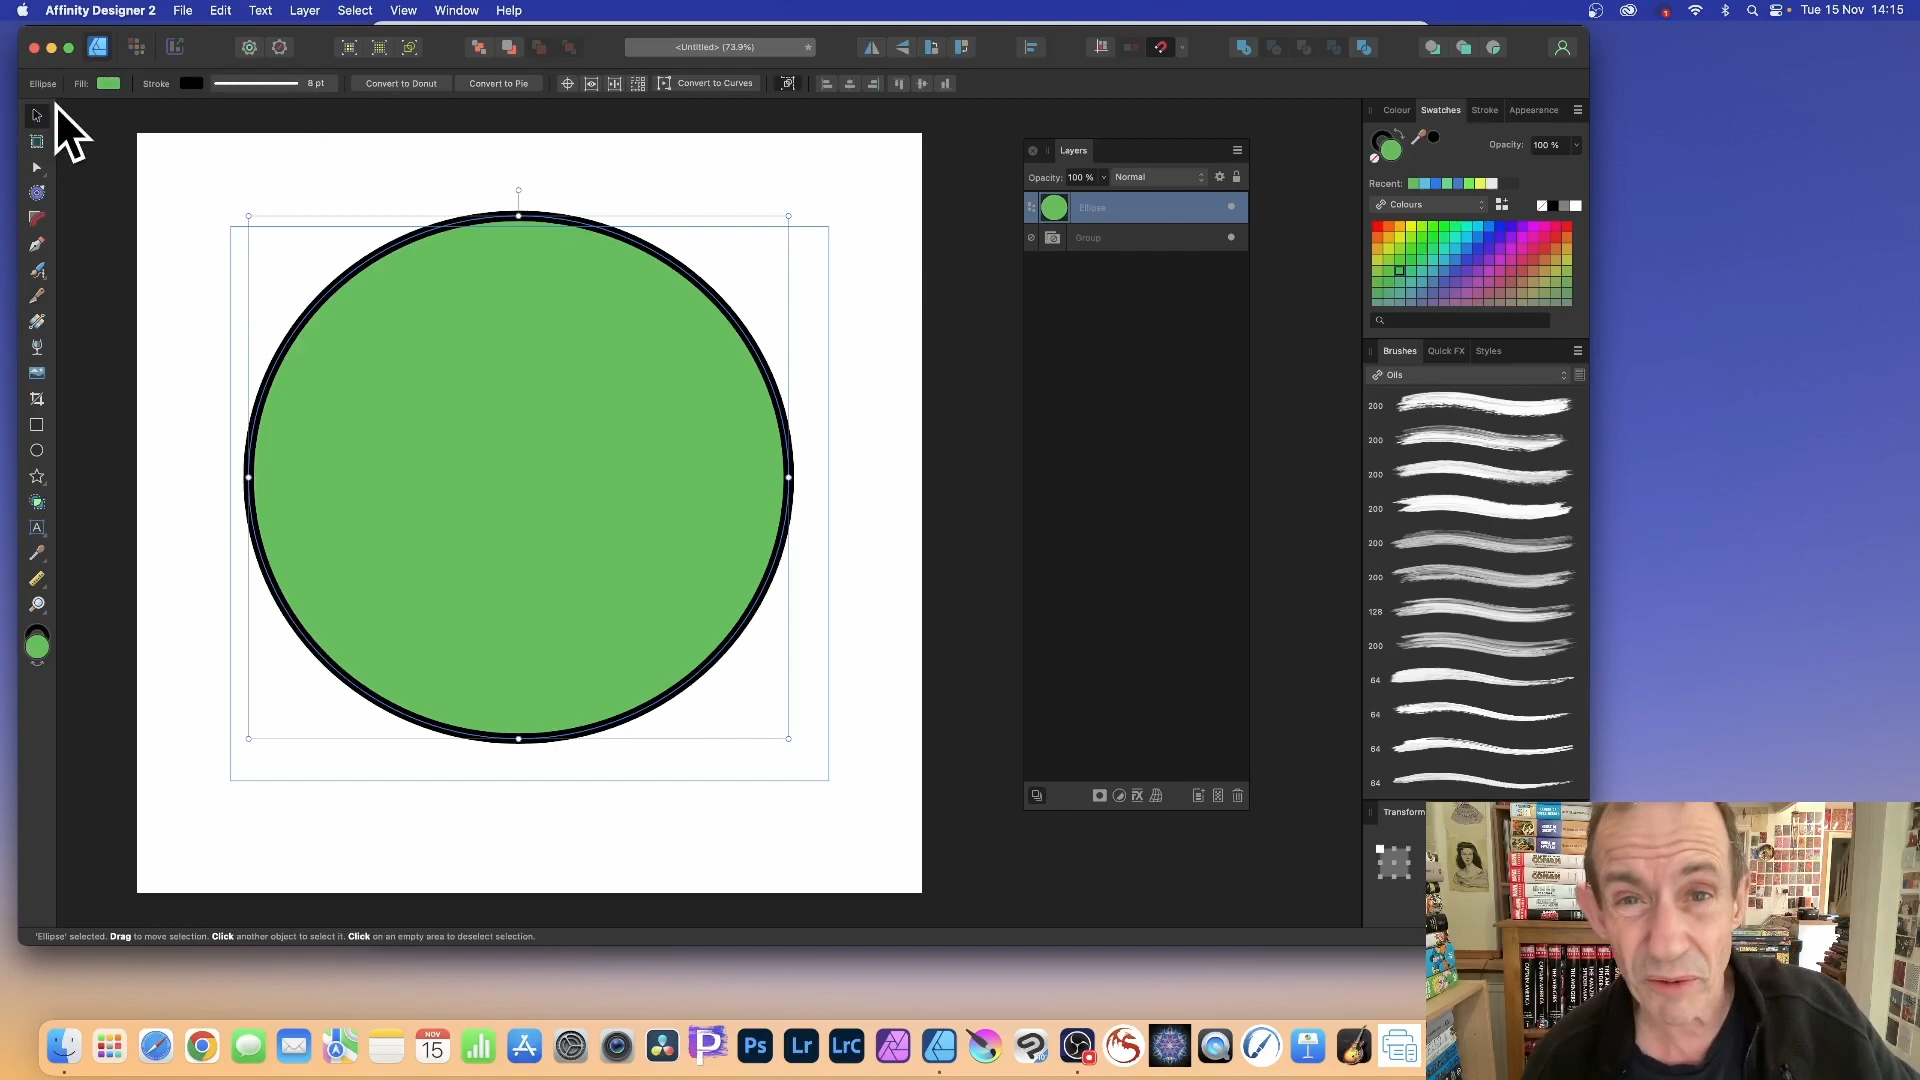 Affinity Designer 2 File Edit Text Layer Select View Window Help
1
Tue 15 Nov 14:15
<Untitled> (73.9%)
Ellipse Fill: Stroke 8 pt Convert to Donut Convert to Pie Convert to Curves
Colour Swatches Stroke Appearance
Opacity: 100 %
Recent:
Colours
Layers
Opacity: 100 % Normal
Ellipse
Group
Brushes Quick FX Styles
Oils
200
200
200
200
200
200
128
200
64
64
64
64
Transform
A
'Ellipse' selected. Drag to move selection. Click another object to select it. Click on an empty area to deselect selection.
NOV
15
Ps
Lr
LrC